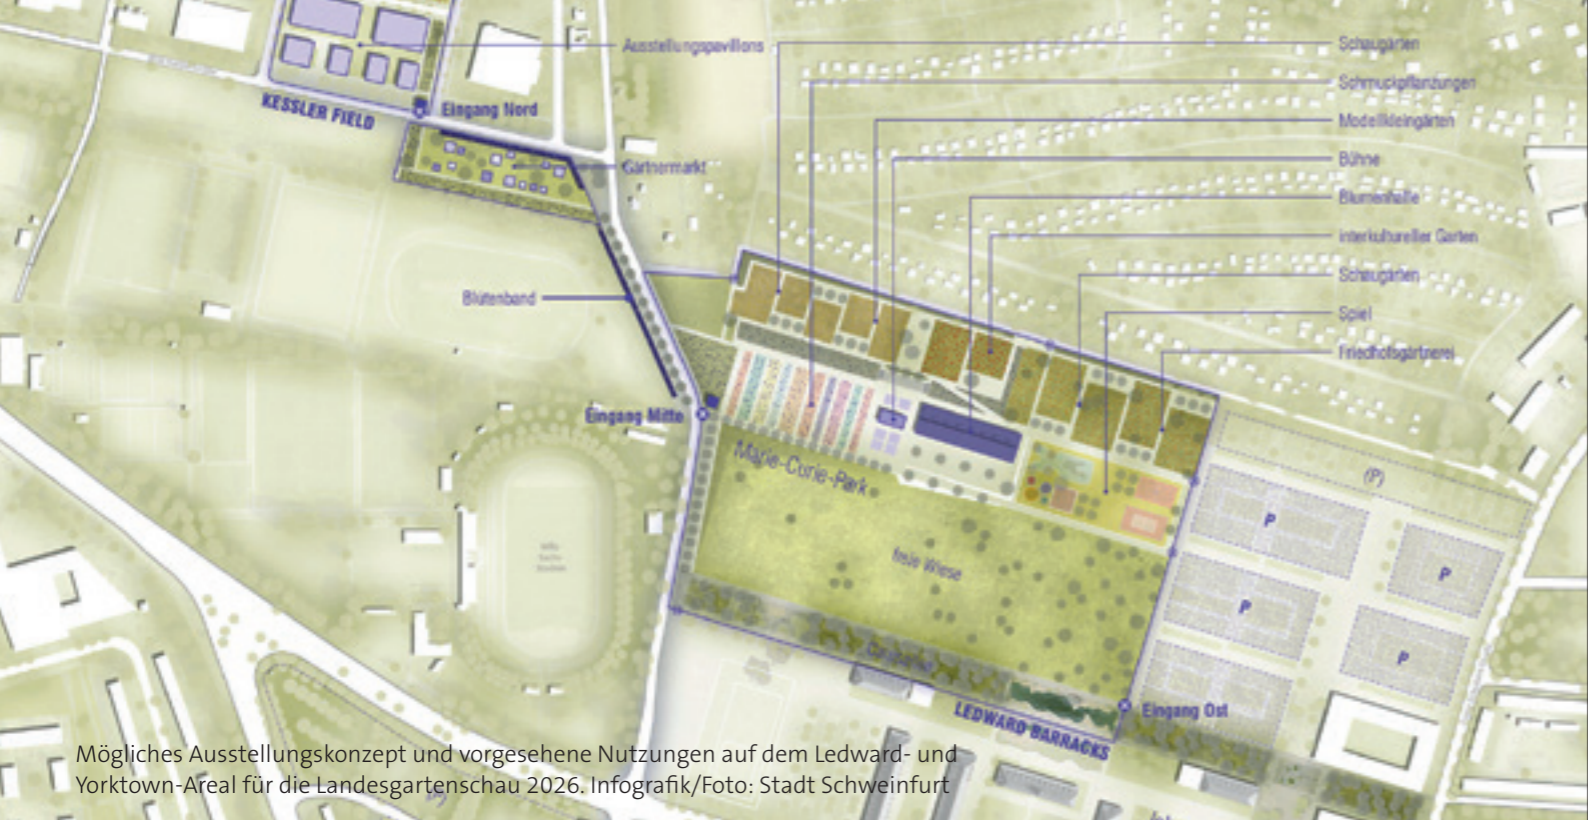 Ausstellungspavillons
Schaugärten
Schmuckpflanzungen
KESSLER FIELD
Eingang Nord
Modellkleingärten
Gärtnermarkt
Bühne
Blumenhalle
interkultureller Garten
Schaugärten
Blütenband
Spiel
Friedhofsgärtnerei
Eingang Mitte
Marie-Curie-Park
(P)
P
P
freie Wiese
P
P
LEDWARD BARRACKS
Eingang Ost
Mögliches Ausstellungskonzept und vorgesehene Nutzungen auf dem Ledward- und
Yorktown-Areal für die Landesgartenschau 2026. Infografik/Foto: Stadt Schweinfurt